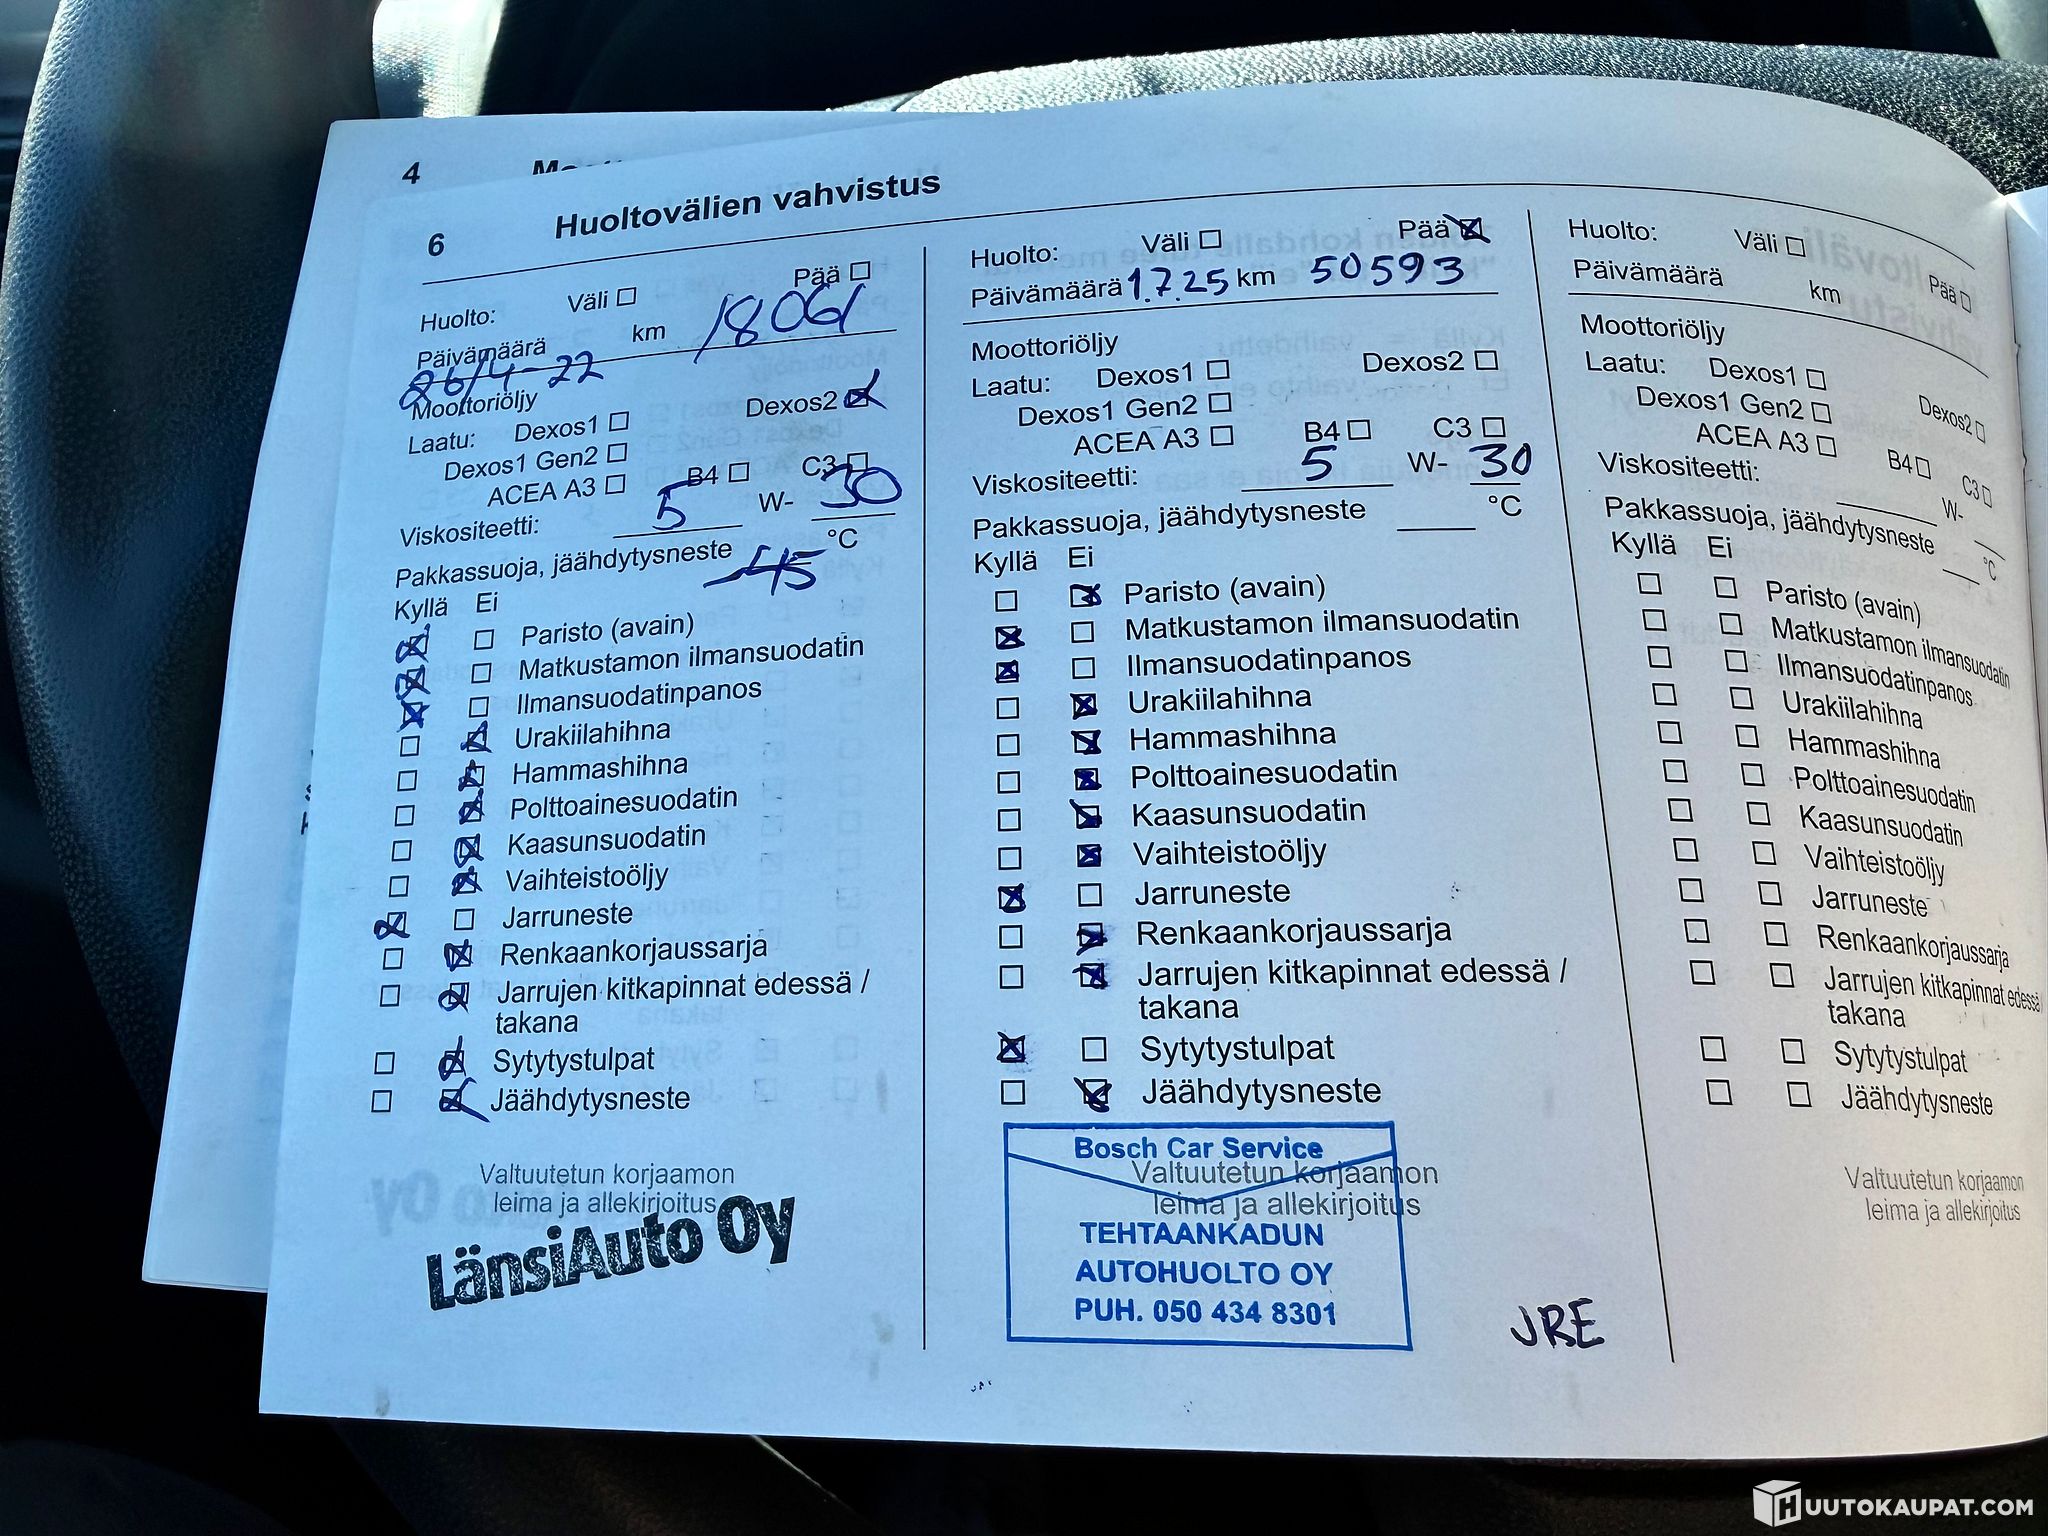 4
6 Huoltovälien vahvistus
Huolto: Väli ☐ Pää ☐
Päivämäärä km 18061
26/4-22
Moottoriöljy
Laatu: Dexos1 ☐ Dexos2 ☒
Dexos1 Gen2 ☐
ACEA A3 ☐ B4 ☐ C3 ☐
Viskositeetti: 5 W- 30
Pakkassuoja, jäähdytysneste -45 °C
Kyllä Ei
☒ ☐ Paristo (avain)
☒ ☐ Matkustamon ilmansuodatin
☒ ☐ Ilmansuodatinpanos
☐ ☒ Urakiilahihna
☐ ☒ Hammashihna
☐ ☒ Polttoainesuodatin
☐ ☒ Kaasunsuodatin
☐ ☒ Vaihteistoöljy
☒ ☐ Jarruneste
☐ ☒ Renkaankorjaussarja
☐ ☒ Jarrujen kitkapinnat edessä /
takana
☐ ☒ Sytytystulpat
☐ ☒ Jäähdytysneste
Valtuutetun korjaamon
leima ja allekirjoitus
LänsiAuto Oy
Huolto: Väli ☐ Pää ☒
Päivämäärä 1.7.25 km 50593
Moottoriöljy
Laatu: Dexos1 ☐ Dexos2 ☐
Dexos1 Gen2 ☐
ACEA A3 ☐ B4 ☐ C3 ☐
Viskositeetti: 5 W- 30
Pakkassuoja, jäähdytysneste °C
Kyllä Ei
☐ ☒ Paristo (avain)
☒ ☐ Matkustamon ilmansuodatin
☒ ☐ Ilmansuodatinpanos
☐ ☒ Urakiilahihna
☐ ☒ Hammashihna
☐ ☒ Polttoainesuodatin
☐ ☒ Kaasunsuodatin
☐ ☒ Vaihteistoöljy
☒ ☐ Jarruneste
☐ ☒ Renkaankorjaussarja
☐ ☒ Jarrujen kitkapinnat edessä /
takana
☒ ☐ Sytytystulpat
☐ ☒ Jäähdytysneste
Bosch Car Service
Valtuutetun korjaamon
leima ja allekirjoitus
TEHTAANKADUN
AUTOHUOLTO OY
PUH. 050 434 8301
JRE
Huolto: Väli ☐ Pää ☐
Päivämäärä km
Moottoriöljy
Laatu: Dexos1 ☐ Dexos2 ☐
Dexos1 Gen2 ☐
ACEA A3 ☐ B4 ☐ C3 ☐
Viskositeetti: W-
Pakkassuoja, jäähdytysneste °C
Kyllä Ei
☐ ☐ Paristo (avain)
☐ ☐ Matkustamon ilmansuodatin
☐ ☐ Ilmansuodatinpanos
☐ ☐ Urakiilahihna
☐ ☐ Hammashihna
☐ ☐ Polttoainesuodatin
☐ ☐ Kaasunsuodatin
☐ ☐ Vaihteistoöljy
☐ ☐ Jarruneste
☐ ☐ Renkaankorjaussarja
☐ ☐ Jarrujen kitkapinnat edessä /
takana
☐ ☐ Sytytystulpat
☐ ☐ Jäähdytysneste
Valtuutetun korjaamon
leima ja allekirjoitus
HUUTOKAUPAT.COM